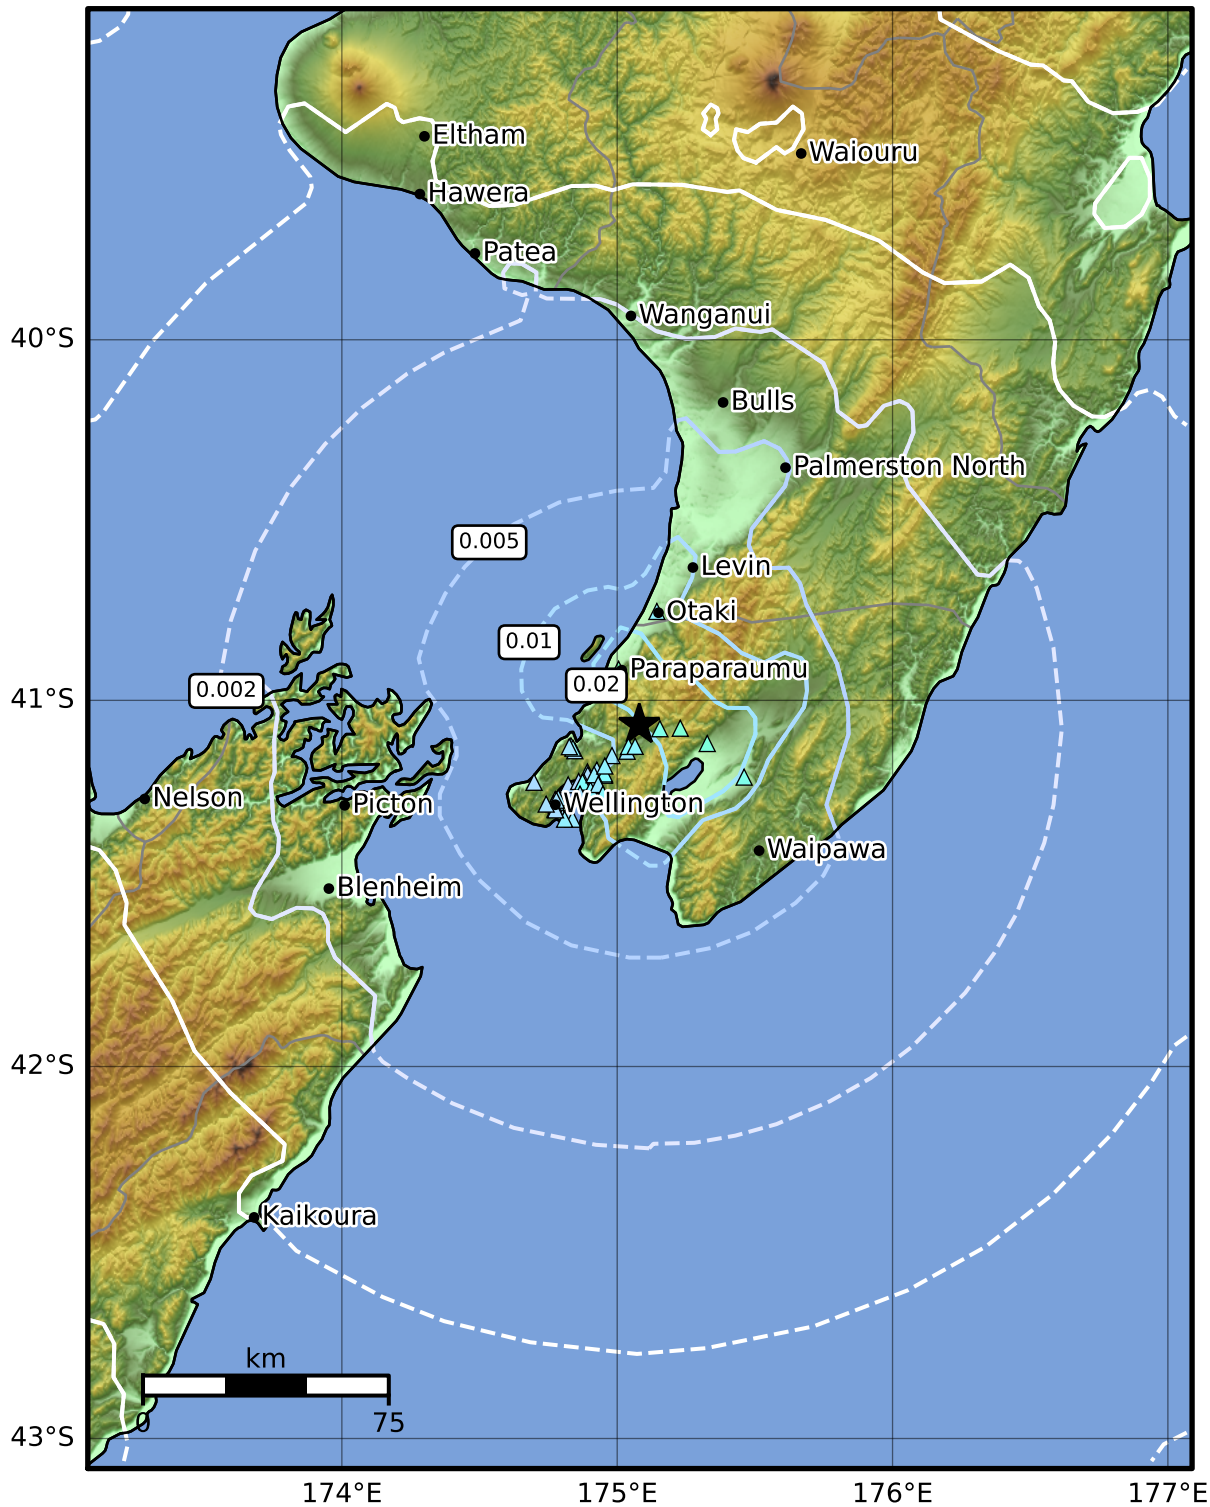 Eltham
Waiouru
Hawera
Patea
Wanganui
40°S
Bulls
Palmerston North
0.005
Levin
Otaki
0.01
Paraparaumu
0.02
0.002
41°S
Nelson
Picton
Wellington
Waipawa
Blenheim
42°S
Kaikoura
km
0
75
43°S
174°E
175°E
176°E
177°E